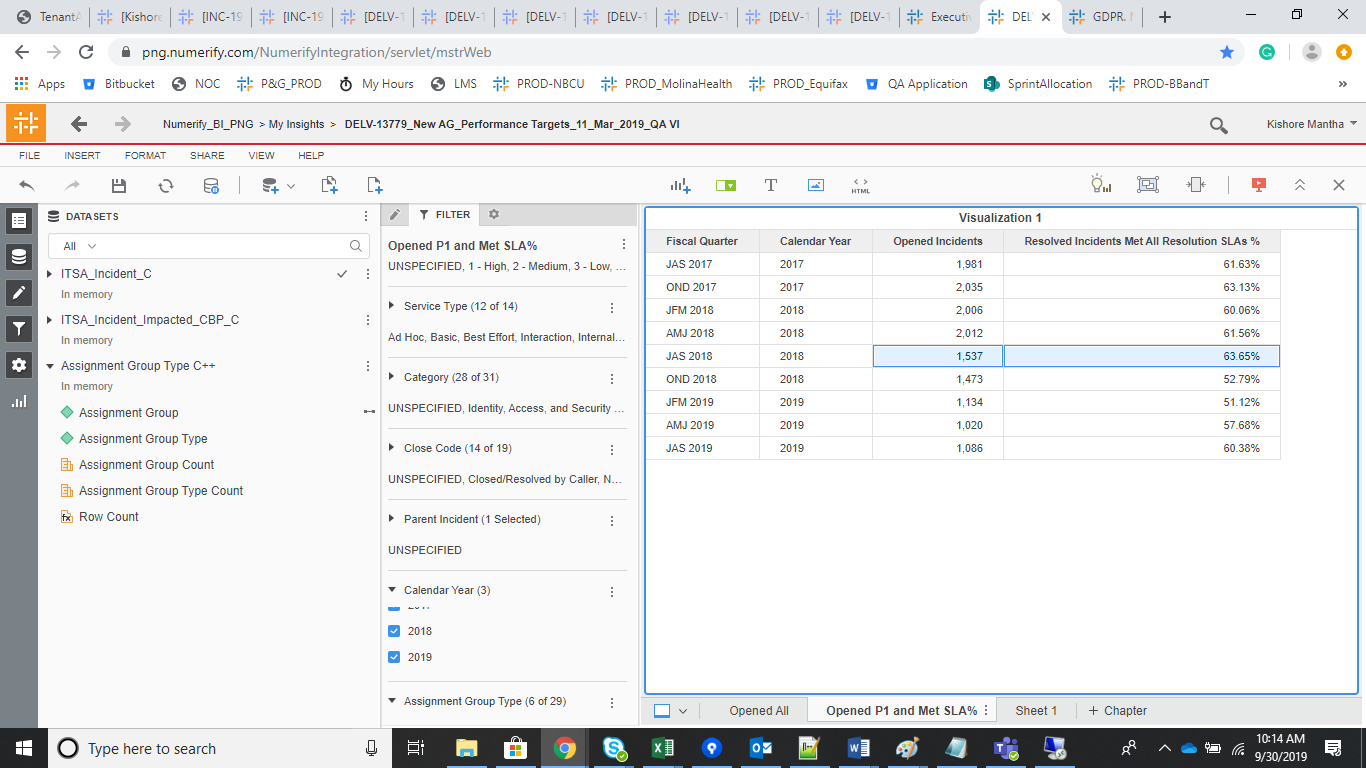 TenantA
[Kishore
[INC-19
[INC-19
[DELV-1
[DELV-1
[DELV-1
[DELV-1
[DELV-1
[DELV-1
[DELV-1
Executi
DEL
GDPR.
png.numerify.com/NumerifyIntegration/servlet/mstrWeb
Apps Bitbucket NOC P&G_PROD My Hours LMS PROD-NBCU PROD_MolinaHealth PROD_Equifax QA Application SprintAllocation PROD-BBandT »
Numerify_BI_PNG > My Insights > DELV-13779_New AG_Performance Targets_11_Mar_2019_QA VI
Kishore Mantha
FILE INSERT FORMAT SHARE VIEW HELP
HTML
DATASETS
All
ITSA_Incident_C
In memory
ITSA_Incident_Impacted_CBP_C
In memory
Assignment Group Type C++
In memory
Assignment Group
Assignment Group Type
Assignment Group Count
Assignment Group Type Count
fx Row Count
FILTER
Opened P1 and Met SLA%
UNSPECIFIED, 1 - High, 2 - Medium, 3 - Low, ...
Service Type (12 of 14)
Ad Hoc, Basic, Best Effort, Interaction, Internal...
Category (28 of 31)
UNSPECIFIED, Identity, Access, and Security ...
Close Code (14 of 19)
UNSPECIFIED, Closed/Resolved by Caller, N...
Parent Incident (1 Selected)
UNSPECIFIED
Calendar Year (3)
2017
2018
2019
Assignment Group Type (6 of 29)
Visualization 1
Fiscal Quarter Calendar Year Opened Incidents Resolved Incidents Met All Resolution SLAs %
JAS 2017 2017 1,981 61.63%
OND 2017 2017 2,035 63.13%
JFM 2018 2018 2,006 60.06%
AMJ 2018 2018 2,012 61.56%
JAS 2018 2018 1,537 63.65%
OND 2018 2018 1,473 52.79%
JFM 2019 2019 1,134 51.12%
AMJ 2019 2019 1,020 57.68%
JAS 2019 2019 1,086 60.38%
Opened All Opened P1 and Met SLA% Sheet 1 + Chapter
Type here to search
10:14 AM
9/30/2019